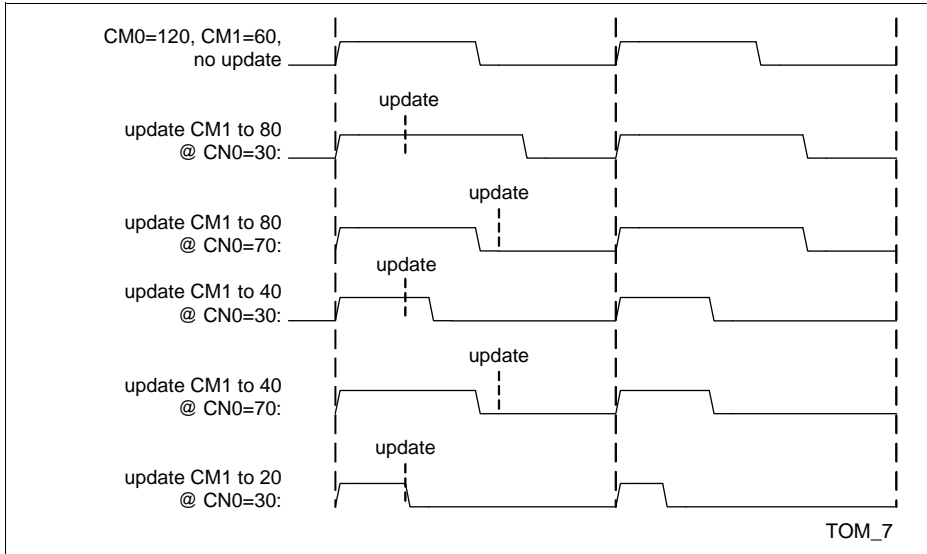 CM0=120, CM1=60,
no update
update
update CM1 to 80
@ CN0=30:
update
update CM1 to 80
@ CN0=70:
update
update CM1 to 40
@ CN0=30:
update
update CM1 to 40
@ CN0=70:
update
update CM1 to 20
@ CN0=30:
TOM_7